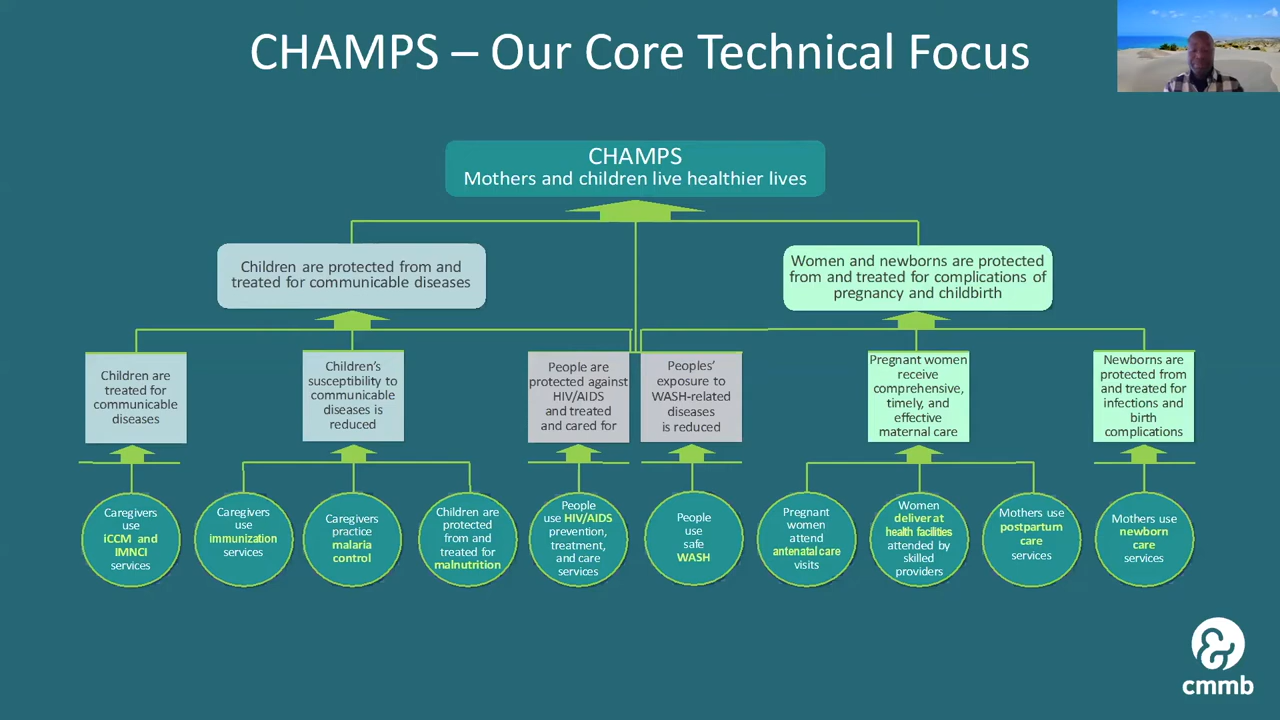 CHAMPS – Our Core Technical Focus
CHAMPS
Mothers and children live healthier lives
Children are protected from and
treated for communicable diseases
Women and newborns are protected
from and treated for complications of
pregnancy and childbirth
Children are
treated for
communicable
diseases
Children's
susceptibility to
communicable
diseases is
reduced
People are
protected against
HIV/AIDS
and treated
and cared for
Peoples'
exposure to
WASH-related
diseases
is reduced
Pregnant women
receive
comprehensive,
timely, and
effective
maternal care
Newborns are
protected from
and treated for
infections and
birth
complications
Caregivers
use
iCCM and
IMNCI
services
Caregivers
use
immunization
services
Caregivers
practice
malaria
control
Children are
protected
from and
treated for
malnutrition
People
use HIV/AIDS
prevention,
treatment,
and care
services
People
use
safe
WASH
Pregnant
women
attend
antenatal care
visits
Women
deliver at
health facilities
attended by
skilled
providers
Mothers use
postpartum
care
services
Mothers use
newborn
care
services
cmmb